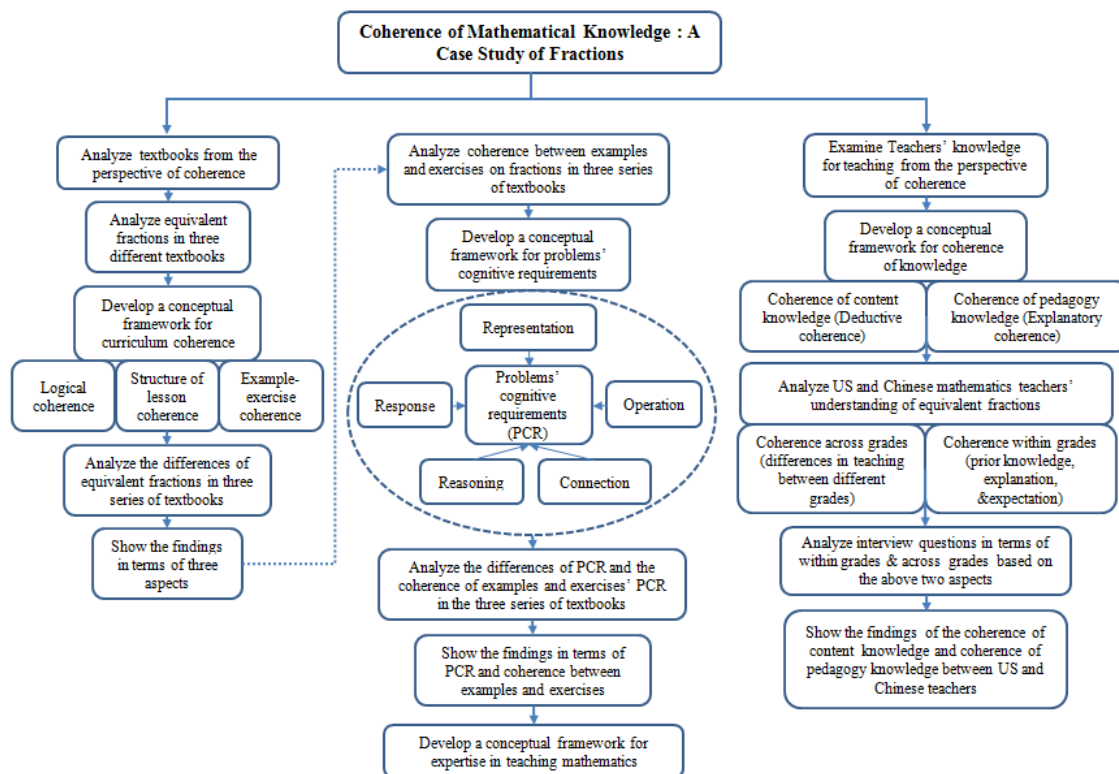 Coherence of Mathematical Knowledge : A
Case Study of Fractions
Analyze textbooks from the
perspective of coherence
Analyze equivalent
fractions in three
different textbooks
Develop a conceptual
framework for
curriculum coherence
Logical
coherence
Structure of
lesson
coherence
Example-
exercise
coherence
Analyze the differences of
equivalent fractions in three
series of textbooks
Show the findings
in terms of three
aspects
Analyze coherence between
examples and exercises on
fractions in three series of
textbooks
Develop a conceptual
framework for problems’
cognitive requirements
Representation
Response
Problems’
cognitive
requirements
(PCR)
Operation
Reasoning
Connection
Analyze the differences of PCR and the
coherence of examples and exercises’ PCR
in the three series of textbooks
Show the findings in terms of
PCR and coherence between
examples and exercises
Develop a conceptual framework for
expertise in teaching mathematics
Examine Teachers’ knowledge
for teaching from the
perspective of coherence
Develop a conceptual
framework for coherence
of knowledge
Coherence of content
knowledge (Deductive
coherence)
Coherence of pedagogy
knowledge (Explanatory
coherence)
Analyze US and Chinese mathematics teachers’
understanding of equivalent fractions
Coherence across grades
(differences in teaching
between different
grades)
Coherence within grades
(prior knowledge,
explanation,
&expectation)
Analyze interview questions in terms of
within grades & across grades based on
the above two aspects
Show the findings of the coherence of
content knowledge and coherence of
pedagogy knowledge between US and
Chinese teachers